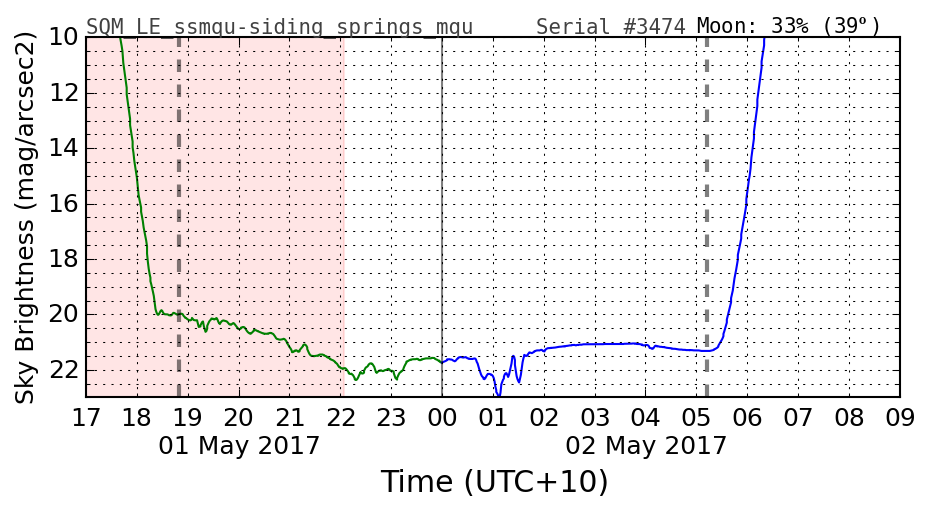 SQM_LE_ssmqu-siding_springs_mqu Serial #3474 Moon: 33% (39°)
Sky Brightness (mag/arcsec2)
10
12
14
16
18
20
22
17 18 19 20 21 22 23 00 01 02 03 04 05 06 07 08 09
01 May 2017 02 May 2017
Time (UTC+10)